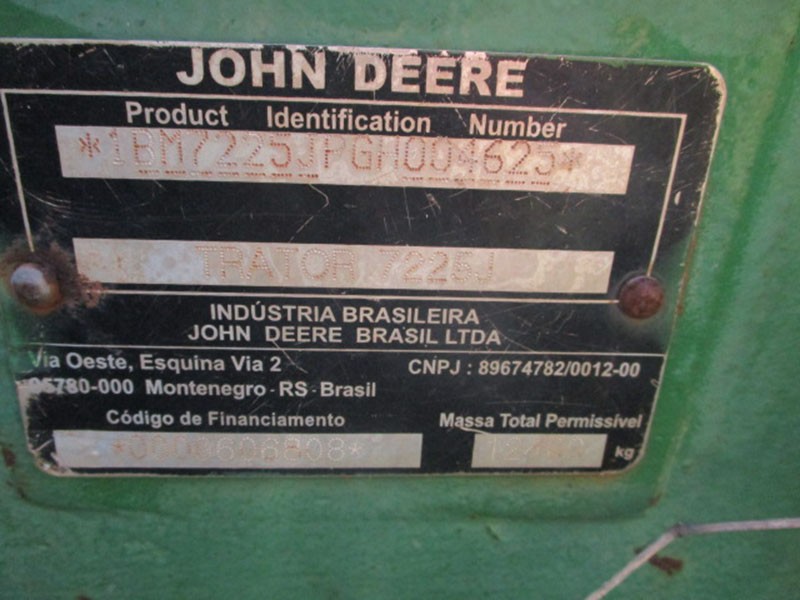 JOHN DEERE
Product Identification Number
*1BM7225JPGH004625*
TRATOR 7225J
INDÚSTRIA BRASILEIRA
JOHN DEERE BRASIL LTDA
Via Oeste, Esquina Via 2
CNPJ : 89674782/0012-00
95780-000 Montenegro - RS - Brasil
Código de Financiamento
Massa Total Permissível
kg